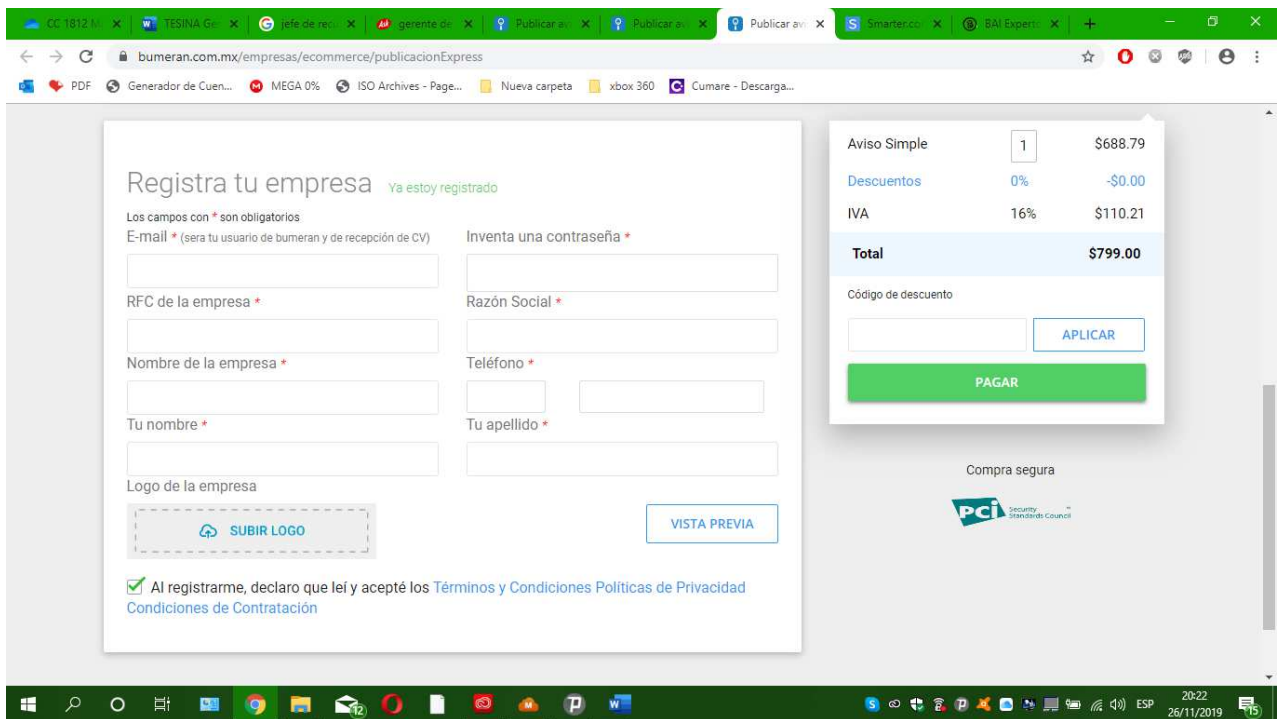 CC 1812 M
TESINA Ge
jefe de recu
gerente de
Publicar avi
Publicar avi
Publicar avi
Smarter.co
BAI Experto
bumeran.com.mx/empresas/ecommerce/publicacionExpress
PDF
Generador de Cuen...
MEGA 0%
ISO Archives - Page...
Nueva carpeta
xbox 360
Cumare - Descarga...
Registra tu empresa Ya estoy registrado
Los campos con * son obligatorios
E-mail * (sera tu usuario de bumeran y de recepción de CV)
Inventa una contraseña *
RFC de la empresa *
Razón Social *
Nombre de la empresa *
Teléfono *
Tu nombre *
Tu apellido *
Logo de la empresa
SUBIR LOGO
VISTA PREVIA
Al registrarme, declaro que leí y acepté los Términos y Condiciones Políticas de Privacidad
Condiciones de Contratación
Aviso Simple 1 $688.79
Descuentos 0% -$0.00
IVA 16% $110.21
Total $799.00
Código de descuento
APLICAR
PAGAR
Compra segura
PCI Security
Standards Council
12
ESP
20:22
26/11/2019
15